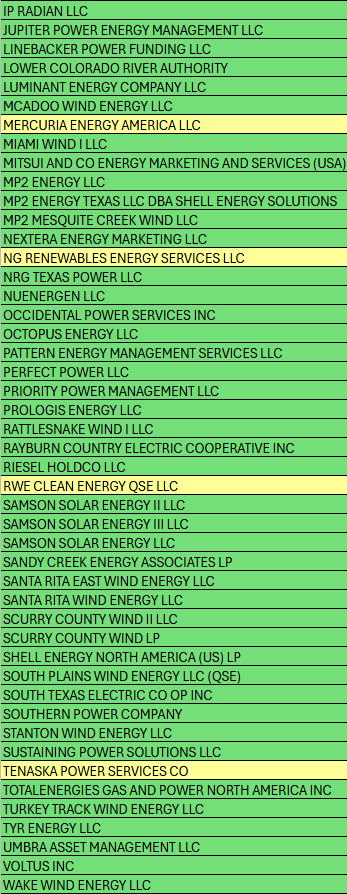 IP RADIAN LLC
JUPITER POWER ENERGY MANAGEMENT LLC
LINEBACKER POWER FUNDING LLC
LOWER COLORADO RIVER AUTHORITY
LUMINANT ENERGY COMPANY LLC
MCADOO WIND ENERGY LLC
MERCURIA ENERGY AMERICA LLC
MIAMI WIND I LLC
MITSUI AND CO ENERGY MARKETING AND SERVICES (USA)
MP2 ENERGY LLC
MP2 ENERGY TEXAS LLC DBA SHELL ENERGY SOLUTIONS
MP2 MESQUITE CREEK WIND LLC
NEXTERA ENERGY MARKETING LLC
NG RENEWABLES ENERGY SERVICES LLC
NRG TEXAS POWER LLC
NUENERGEN LLC
OCCIDENTAL POWER SERVICES INC
OCTOPUS ENERGY LLC
PATTERN ENERGY MANAGEMENT SERVICES LLC
PERFECT POWER LLC
PRIORITY POWER MANAGEMENT LLC
PROLOGIS ENERGY LLC
RATTLESNAKE WIND I LLC
RAYBURN COUNTRY ELECTRIC COOPERATIVE INC
RIESEL HOLDCO LLC
RWE CLEAN ENERGY QSE LLC
SAMSON SOLAR ENERGY II LLC
SAMSON SOLAR ENERGY III LLC
SAMSON SOLAR ENERGY LLC
SANDY CREEK ENERGY ASSOCIATES LP
SANTA RITA EAST WIND ENERGY LLC
SANTA RITA WIND ENERGY LLC
SCURRY COUNTY WIND II LLC
SCURRY COUNTY WIND LP
SHELL ENERGY NORTH AMERICA (US) LP
SOUTH PLAINS WIND ENERGY LLC (QSE)
SOUTH TEXAS ELECTRIC CO OP INC
SOUTHERN POWER COMPANY
STANTON WIND ENERGY LLC
SUSTAINING POWER SOLUTIONS LLC
TENASKA POWER SERVICES CO
TOTALENERGIES GAS AND POWER NORTH AMERICA INC
TURKEY TRACK WIND ENERGY LLC
TYR ENERGY LLC
UMBRA ASSET MANAGEMENT LLC
VOLTUS INC
WAKE WIND ENERGY LLC